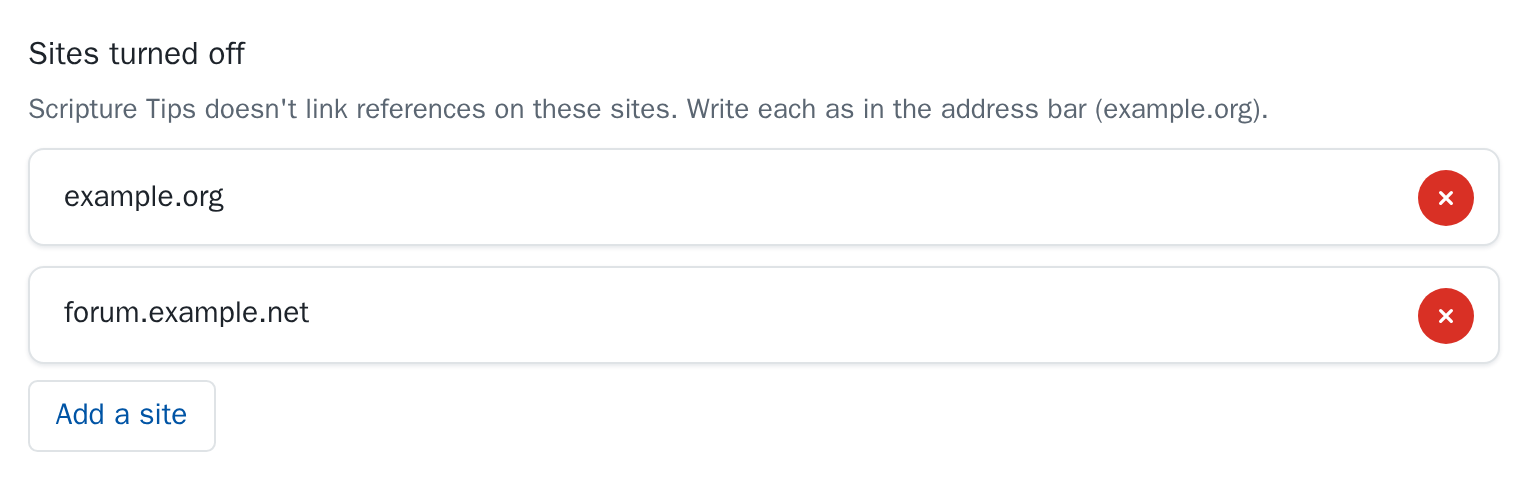 Sites turned off
Scripture Tips doesn't link references on these sites. Write each as in the address bar (example.org).
example.org
forum.example.net
Add a site